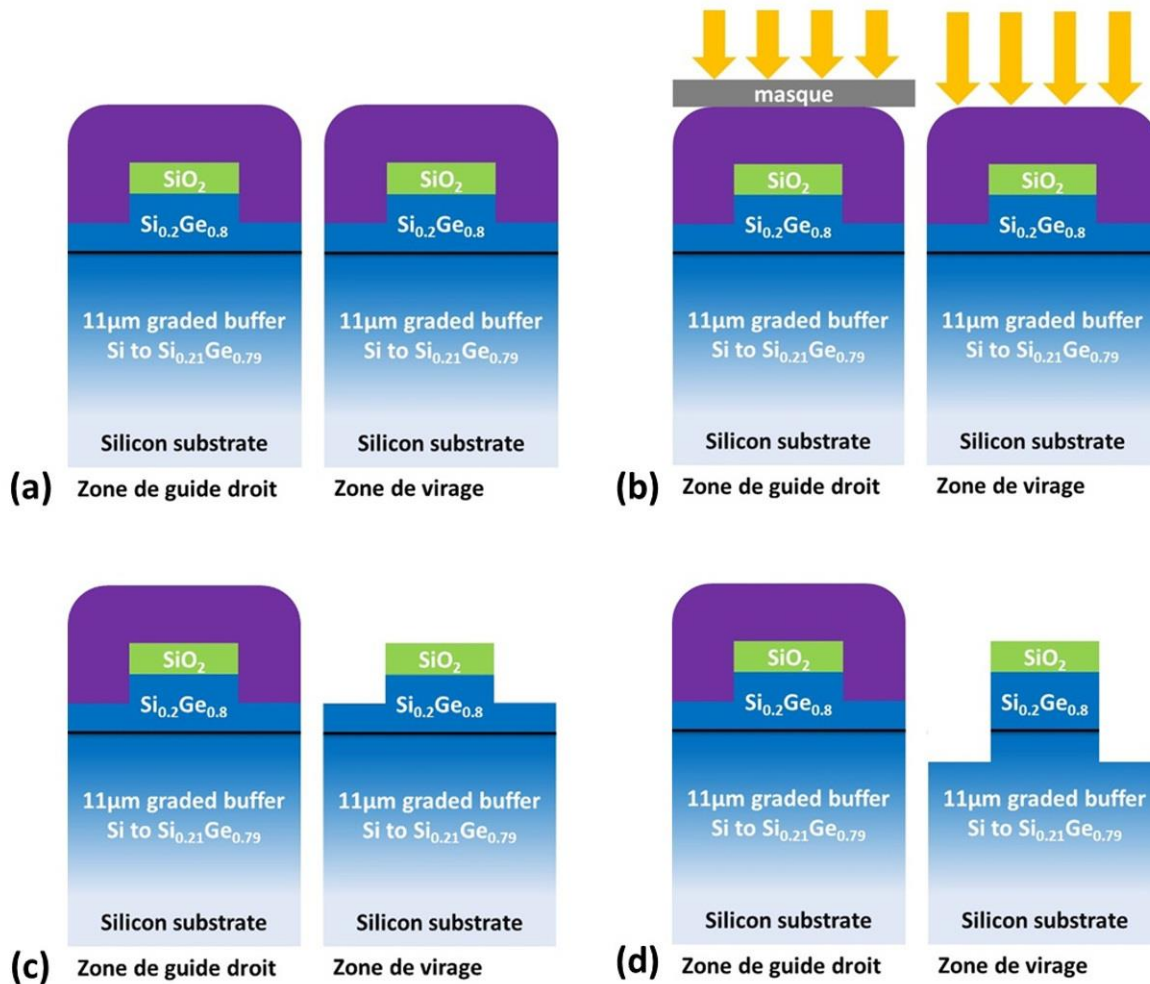 SiO₂
Si₀.₂Ge₀.₈
11μm graded buffer
Si to Si₀.₂₁Ge₀.₇₉
Silicon substrate
SiO₂
Si₀.₂Ge₀.₈
11μm graded buffer
Si to Si₀.₂₁Ge₀.₇₉
Silicon substrate
(a) Zone de guide droit Zone de virage
masque
SiO₂
Si₀.₂Ge₀.₈
11μm graded buffer
Si to Si₀.₂₁Ge₀.₇₉
Silicon substrate
SiO₂
Si₀.₂Ge₀.₈
11μm graded buffer
Si to Si₀.₂₁Ge₀.₇₉
Silicon substrate
(b) Zone de guide droit Zone de virage
SiO₂
Si₀.₂Ge₀.₈
11μm graded buffer
Si to Si₀.₂₁Ge₀.₇₉
Silicon substrate
SiO₂
Si₀.₂Ge₀.₈
11μm graded buffer
Si to Si₀.₂₁Ge₀.₇₉
Silicon substrate
(c) Zone de guide droit Zone de virage
SiO₂
Si₀.₂Ge₀.₈
11μm graded buffer
Si to Si₀.₂₁Ge₀.₇₉
Silicon substrate
SiO₂
Si₀.₂Ge₀.₈
11μm graded buffer
Si to Si₀.₂₁Ge₀.₇₉
Silicon substrate
(d) Zone de guide droit Zone de virage